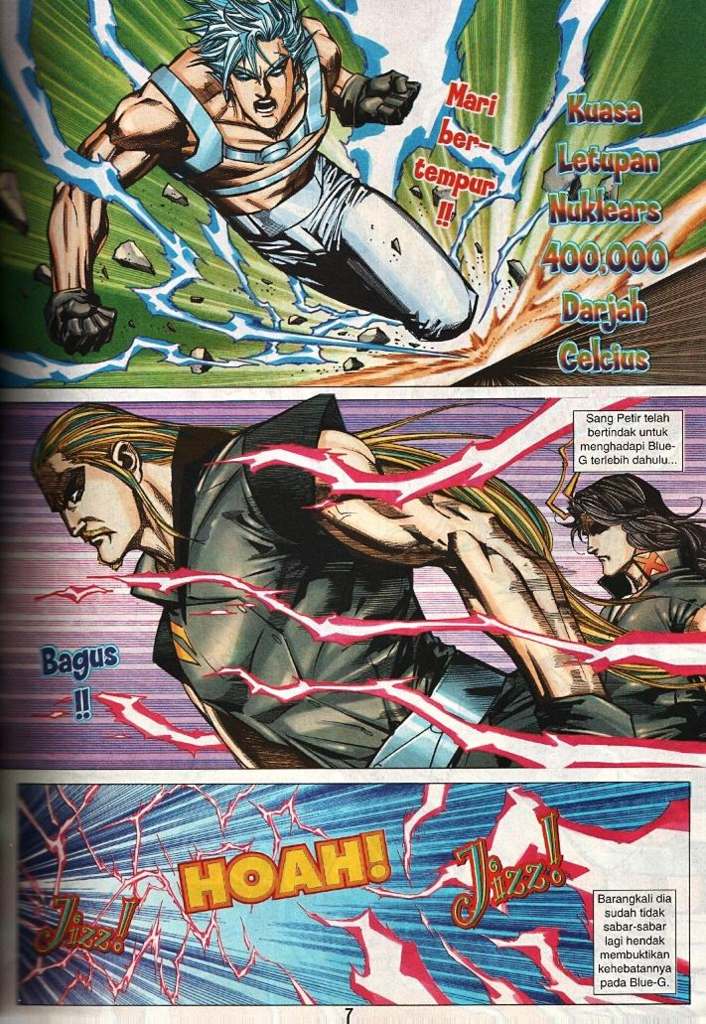 Mari
ber-
tempur
!!
Kuasa
Letupan
Nuklears
400,000
Darjah
Celcius
Sang Petir telah
bertindak untuk
menghadapi Blue-
G terlebih dahulu...
Bagus
!!
Jizz!
HOAH!
Jizz!
Barangkali dia
sudah tidak
sabar-sabar
lagi hendak
membuktikan
kehebatannya
pada Blue-G.
7